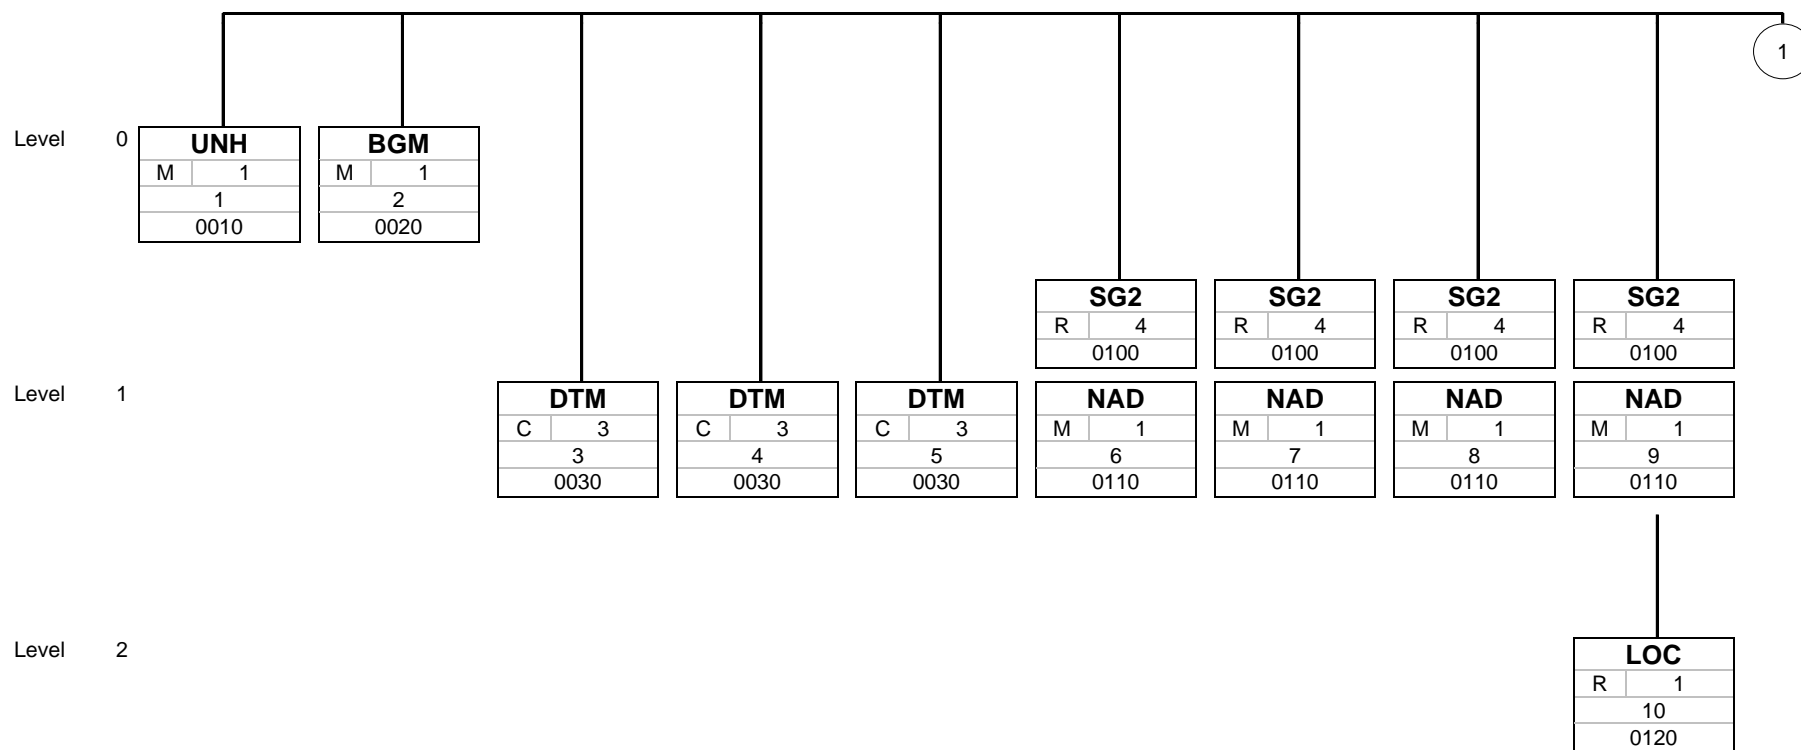 1
Level 0 UNH BGM
M 1 M 1
1 2
0010 0020
SG2 SG2 SG2 SG2
R 4 R 4 R 4 R 4
0100 0100 0100 0100
Level 1 DTM DTM DTM NAD NAD NAD NAD
C 3 C 3 C 3 M 1 M 1 M 1 M 1
3 4 5 6 7 8 9
0030 0030 0030 0110 0110 0110 0110
Level 2 LOC
R 1
10
0120